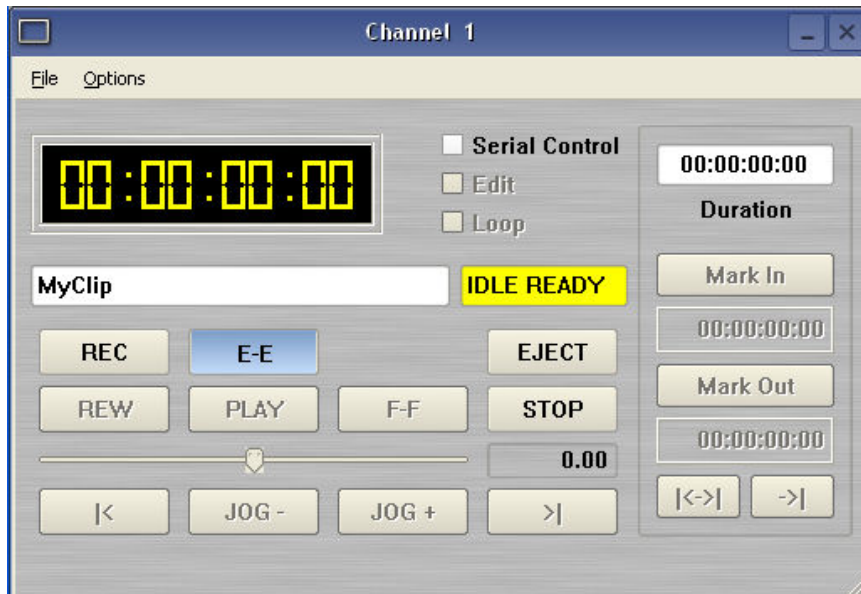 Channel 1
File Options
00:00:00:00
Serial Control
Edit
Loop
00:00:00:00
Duration
MyClip
IDLE READY
Mark In
00:00:00:00
REC E-E EJECT
Mark Out
REW PLAY F-F STOP
00:00:00:00
0.00
|< JOG - JOG + >|
|<->| ->|